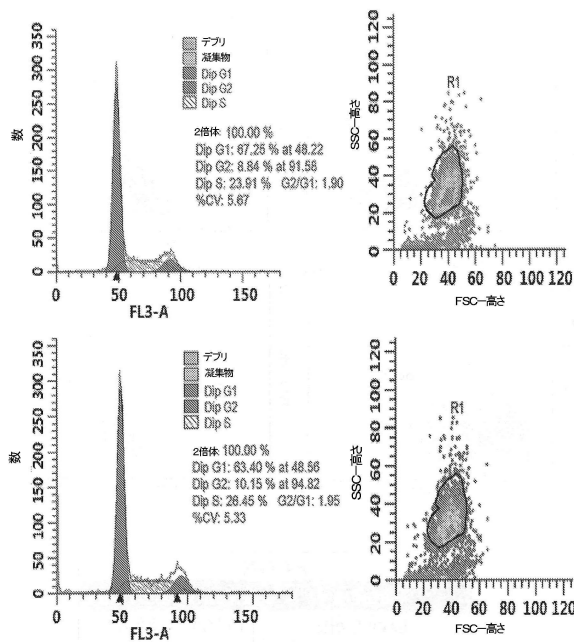 350
300
250
200
150
100
50
0
数
0 50 100 150
FL3-A
デブリ
凝集物
Dip G1
Dip G2
Dip S
2倍体: 100.00 %
Dip G1: 67.25 % at 48.22
Dip G2: 8.84 % at 91.56
Dip S: 23.91 % G2/G1: 1.90
%CV: 5.67
120
100
80
60
40
20
0
SSC-高さ
R1
0 20 40 60 80 100 120
FSC-高さ
350
300
250
200
150
100
50
0
数
0 50 100 150
FL3-A
デブリ
凝集物
Dip G1
Dip G2
Dip S
2倍体: 100.00 %
Dip G1: 63.40 % at 48.56
Dip G2: 10.15 % at 94.82
Dip S: 26.45 % G2/G1: 1.95
%CV: 5.33
120
100
80
60
40
20
0
SSC-高さ
R1
0 20 40 60 80 100 120
FSC-高さ